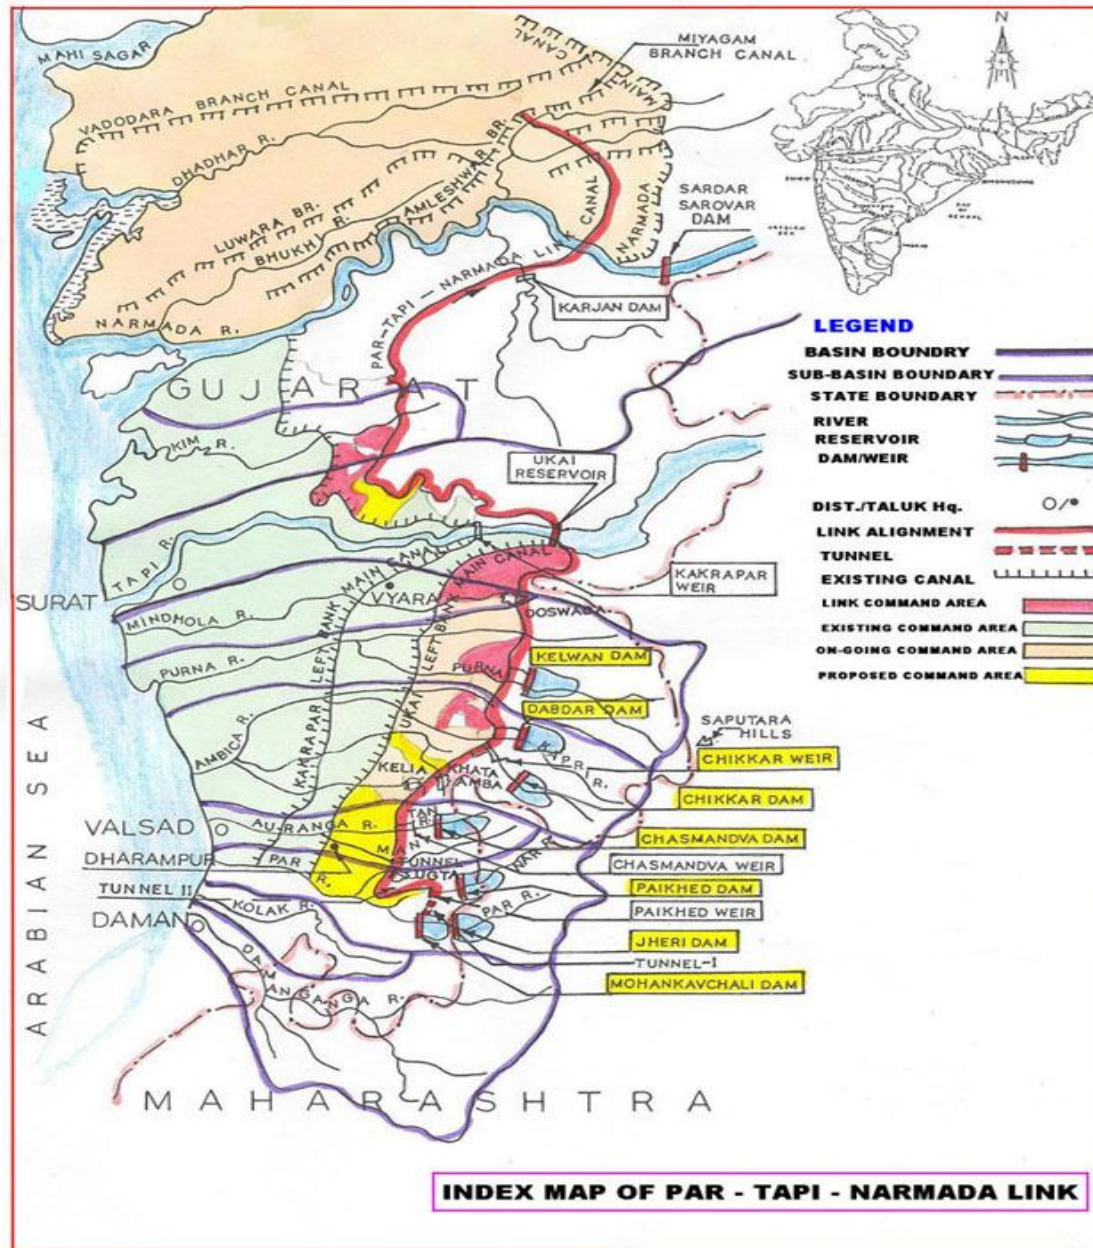 MAHI SAGAR
VADODARA BRANCH CANAL
DHADHAR R.
LUWARA BR.
BHUKHI R.
AMLESHWAR BR.
CANAL
MAIN
MIYAGAM
BRANCH CANAL
N
NARMADA
SARDAR
SAROVAR
DAM
PAR-TAPI-NARMADA LINK CANAL
KARJAN DAM
NARMADA R.
GUJARAT
KIM R.
UKAI
RESERVOIR
TAPI R.
SURAT
KAKRAPAR LEFT BANK MAIN CANAL
UKAI LEFT BANK MAIN CANAL
VYARA
DOSWADA
KAKRAPAR
WEIR
MINDHOLA R.
PURNA R.
PURNA
KELWAN DAM
DABDAR DAM
KAPRI R.
SAPUTARA
HILLS
CHIKKAR WEIR
AMBICA R.
KELIA
KHATA
AMBA
CHIKKAR DAM
VALSAD
AURANGA R.
TAN
MAN
CHASMANDVA DAM
DHARAMPUR
PAR R.
TUNNEL
NAR R.
CHASMANDVA WEIR
TUNNEL II
PAR R.
PAIKHED DAM
KOLAK R.
PAIKHED WEIR
DAMAN
JHERI DAM
TUNNEL-I
DAMANGANGA R.
MOHANKAVCHALI DAM
ARABIAN SEA
MAHARASHTRA
LEGEND
BASIN BOUNDRY
SUB-BASIN BOUNDARY
STATE BOUNDARY
RIVER
RESERVOIR
DAM/WEIR
DIST./TALUK Hq. O/•
LINK ALIGNMENT
TUNNEL
EXISTING CANAL
LINK COMMAND AREA
EXISTING COMMAND AREA
ON-GOING COMMAND AREA
PROPOSED COMMAND AREA
INDEX MAP OF PAR - TAPI - NARMADA LINK